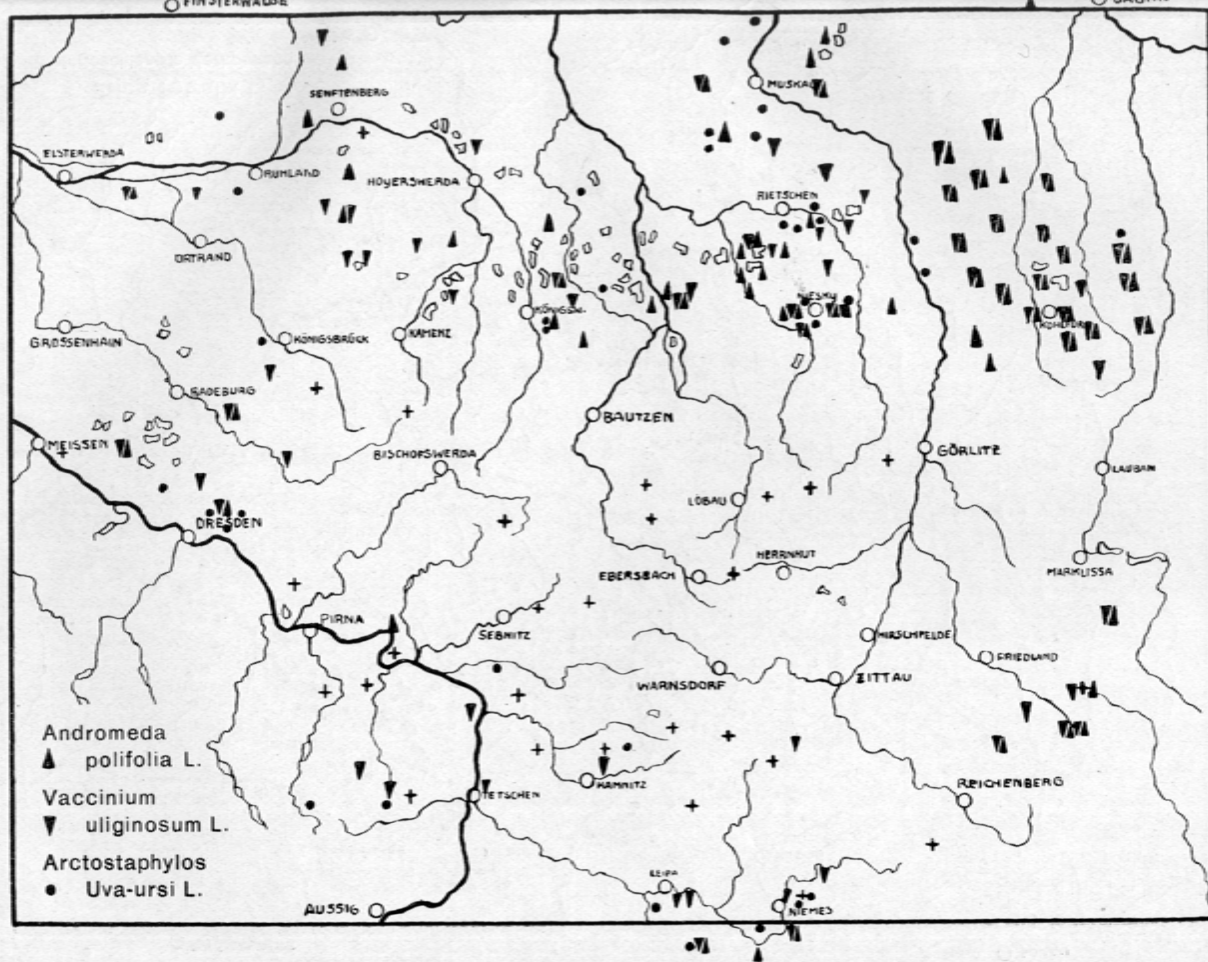 FINSTERWALDE
SAGAN
SENFTENBERG
MUSKAU
ELSTERWERDA
RUHLAND
HOYERSWERDA
RIETSCHEN
ORTRAND
NIESKY
KÖNIGSW.
KOHLFURT
GROSSENHAIN
KÖNIGSBRÜCK
KAMENZ
RADEBURG
BAUTZEN
MEISSEN
BISCHOFSWERDA
GÖRLITZ
LAUBAN
LÖBAU
DRESDEN
HERRNHUT
EBERSBACH
MARKLISSA
PIRNA
SEBNITZ
HIRSCHFELDE
FRIEDLAND
WARNSDORF
ZITTAU
Andromeda
polifolia L.
Vaccinium
uliginosum L.
Arctostaphylos
Uva-ursi L.
KAMNITZ
TETSCHEN
REICHENBERG
LEIPA
NIEMES
AUSSIG